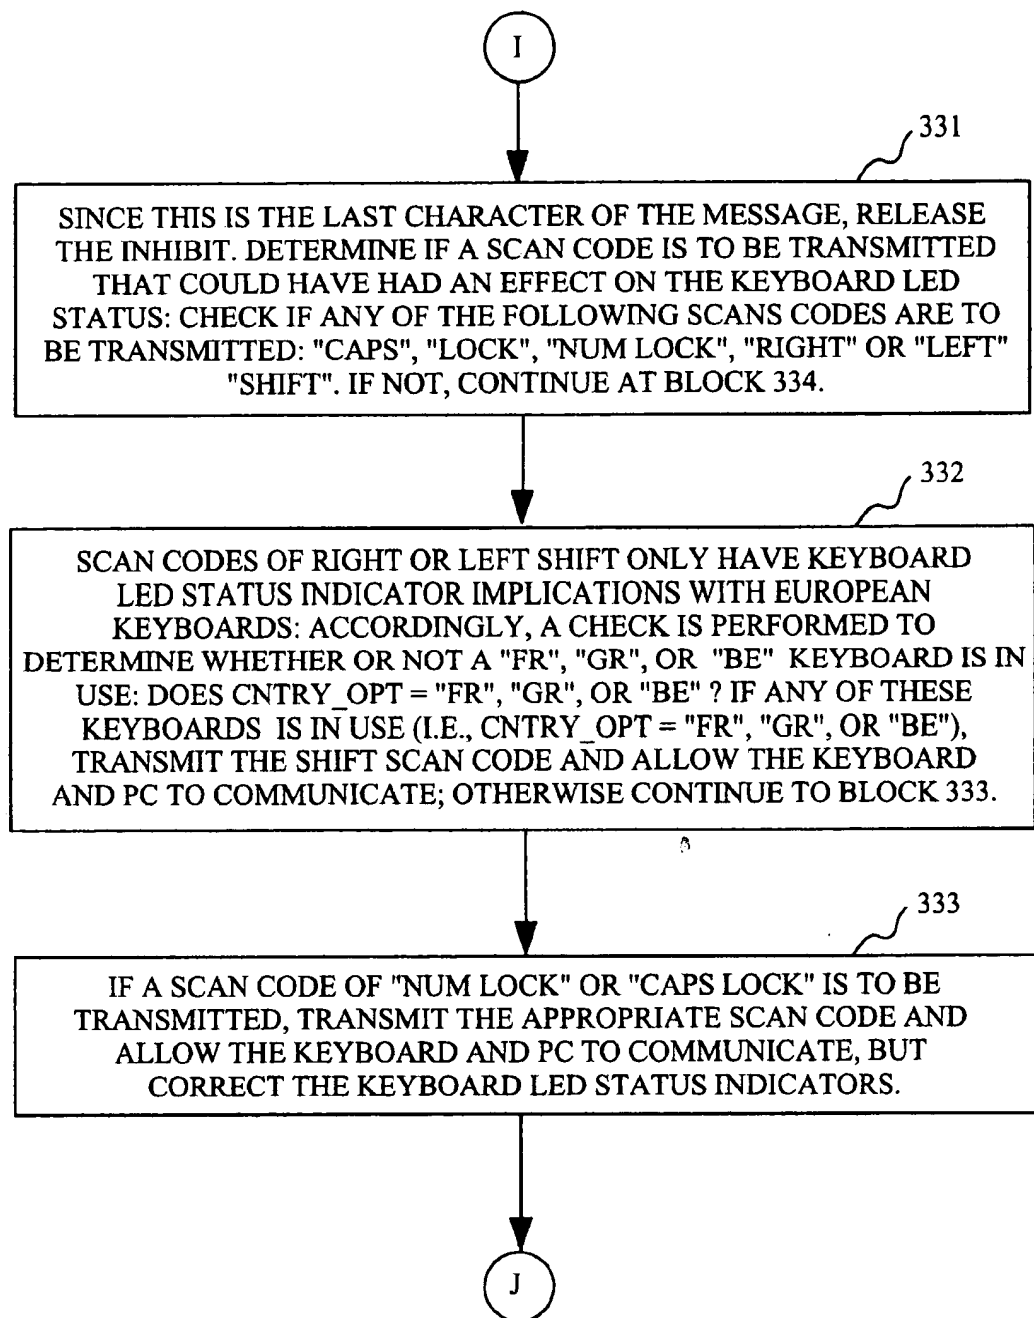 I
331
SINCE THIS IS THE LAST CHARACTER OF THE MESSAGE, RELEASE
THE INHIBIT. DETERMINE IF A SCAN CODE IS TO BE TRANSMITTED
THAT COULD HAVE HAD AN EFFECT ON THE KEYBOARD LED
STATUS: CHECK IF ANY OF THE FOLLOWING SCANS CODES ARE TO
BE TRANSMITTED: "CAPS", "LOCK", "NUM LOCK", "RIGHT" OR "LEFT"
"SHIFT". IF NOT, CONTINUE AT BLOCK 334.
332
SCAN CODES OF RIGHT OR LEFT SHIFT ONLY HAVE KEYBOARD
LED STATUS INDICATOR IMPLICATIONS WITH EUROPEAN
KEYBOARDS: ACCORDINGLY, A CHECK IS PERFORMED TO
DETERMINE WHETHER OR NOT A "FR", "GR", OR "BE" KEYBOARD IS IN
USE: DOES CNTRY_OPT = "FR", "GR", OR "BE" ? IF ANY OF THESE
KEYBOARDS IS IN USE (I.E., CNTRY_OPT = "FR", "GR", OR "BE"),
TRANSMIT THE SHIFT SCAN CODE AND ALLOW THE KEYBOARD
AND PC TO COMMUNICATE; OTHERWISE CONTINUE TO BLOCK 333.
333
IF A SCAN CODE OF "NUM LOCK" OR "CAPS LOCK" IS TO BE
TRANSMITTED, TRANSMIT THE APPROPRIATE SCAN CODE AND
ALLOW THE KEYBOARD AND PC TO COMMUNICATE, BUT
CORRECT THE KEYBOARD LED STATUS INDICATORS.
J